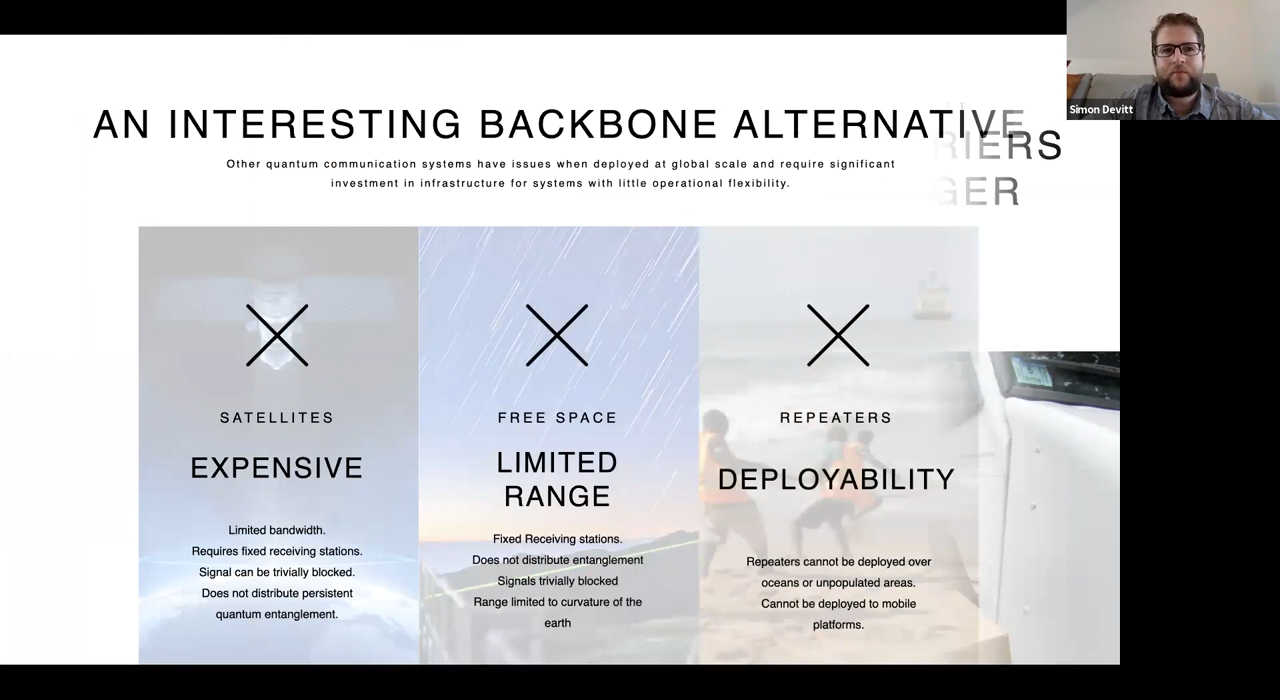 Simon Devitt
AN INTERESTING BACKBONE ALTERNATIVE
RIERS
GER
Other quantum communication systems have issues when deployed at global scale and require significant
investment in infrastructure for systems with little operational flexibility.
SATELLITES
EXPENSIVE
Limited bandwidth.
Requires fixed receiving stations.
Signal can be trivially blocked.
Does not distribute persistent
quantum entanglement.
FREE SPACE
LIMITED
RANGE
Fixed Receiving stations.
Does not distribute entanglement
Signals trivially blocked
Range limited to curvature of the
earth
REPEATERS
DEPLOYABILITY
Repeaters cannot be deployed over
oceans or unpopulated areas.
Cannot be deployed to mobile
platforms.